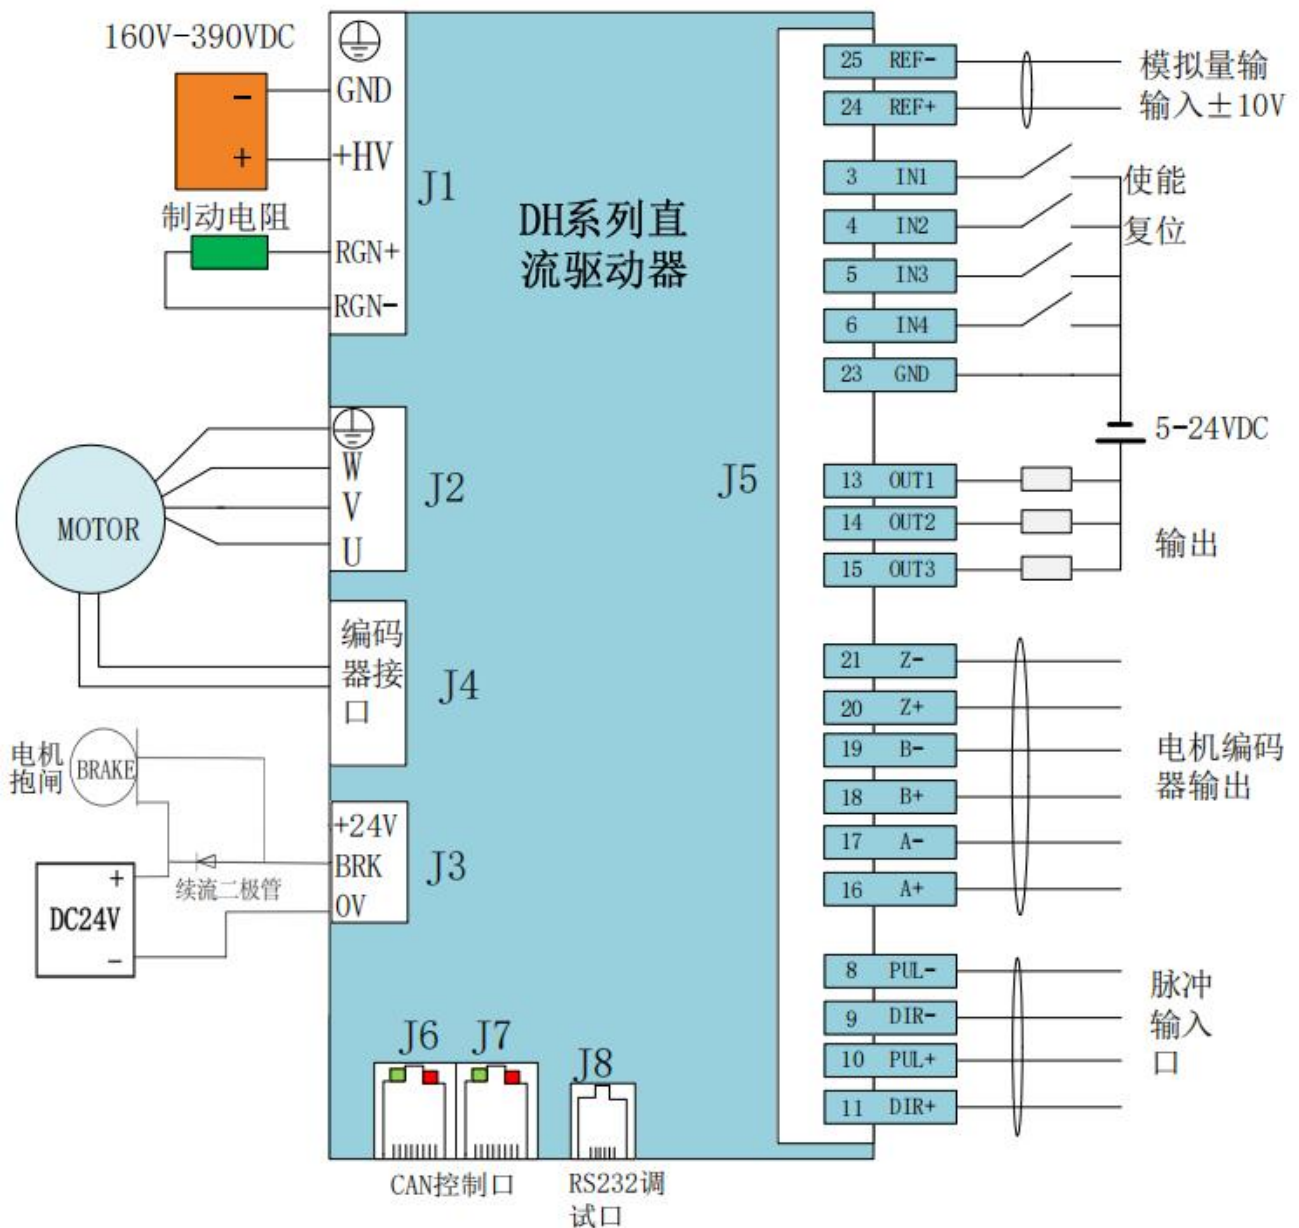 160V-390VDC
-
+
制动电阻
GND
+HV
RGN+
RGN-
J1
DH系列直
流驱动器
MOTOR
W
V
U
J2
编码
器接
口
J4
电机
抱闸
BRAKE
续流二极管
+
DC24V
-
+24V
BRK
0V
J3
J6
J7
J8
CAN控制口
RS232调
试口
J5
25 REF-
24 REF+
模拟量输
输入±10V
3 IN1
使能
4 IN2
复位
5 IN3
6 IN4
23 GND
5-24VDC
13 OUT1
14 OUT2
15 OUT3
输出
21 Z-
20 Z+
19 B-
18 B+
17 A-
16 A+
电机编码
器输出
8 PUL-
9 DIR-
10 PUL+
11 DIR+
脉冲
输入
口